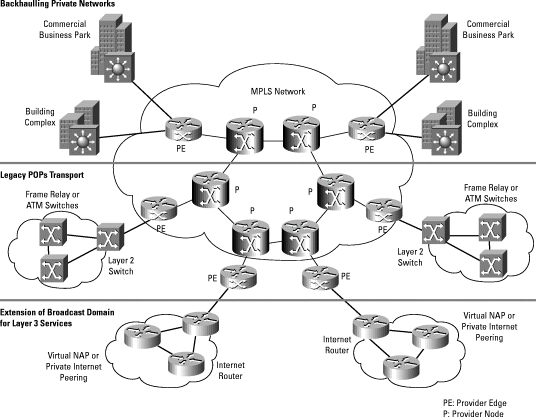 Backhaulling Private Networks
Commercial
Business Park
Commercial
Business Park
MPLS Network
P
P
Building
Complex
Building
Complex
PE
PE
Legacy POPs Transport
P
P
Frame Relay or
ATM Switches
Frame Relay or
ATM Switches
P
P
PE
PE
Layer 2
Switch
Layer 2
Switch
PE
PE
Extension of Broadcast Domain
for Layer 3 Services
Virtual NAP or
Private Internet
Peering
Internet
Router
Internet
Router
Virtual NAP or
Private Internet
Peering
PE: Provider Edge
P: Provider Node